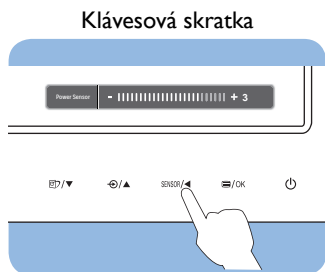 Klávesová skratka
Power Sensor - + 3
/▼ /▲ SENSOR/◄ /OK